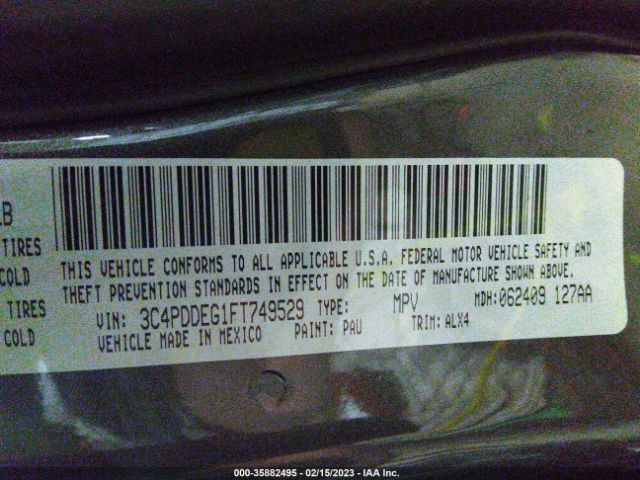 LB
TIRES
COLD
TIRES
COLD
THIS VEHICLE CONFORMS TO ALL APPLICABLE U.S.A. FEDERAL MOTOR VEHICLE SAFETY AND
THEFT PREVENTION STANDARDS IN EFFECT ON THE DATE OF MANUFACTURE SHOWN ABOVE.
VIN: 3C4PDDEG1FT749529 TYPE: MPV MDH:062409 127AA
VEHICLE MADE IN MEXICO PAINT: PAU TRIM: ALX4
000-35882495 - 02/15/2023 - IAA Inc.